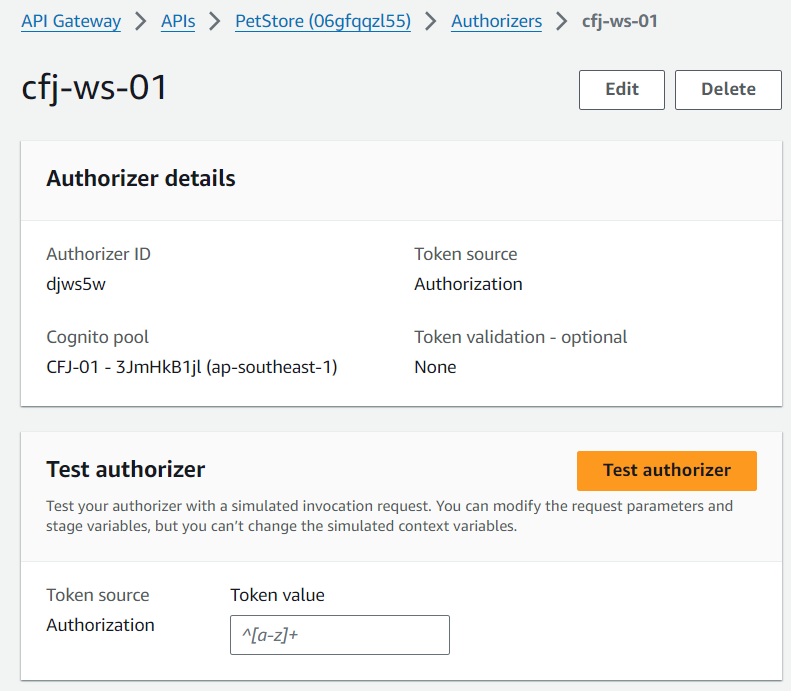 API Gateway > APIs > PetStore (06gfqqzl55) > Authorizers > cfj-ws-01
cfj-ws-01
Edit
Delete
Authorizer details
Authorizer ID
djws5w
Token source
Authorization
Cognito pool
CFJ-01 - 3JmHkB1jl (ap-southeast-1)
Token validation - optional
None
Test authorizer
Test authorizer
Test your authorizer with a simulated invocation request. You can modify the request parameters and
stage variables, but you can't change the simulated context variables.
Token source
Authorization
Token value
^[a-z]+